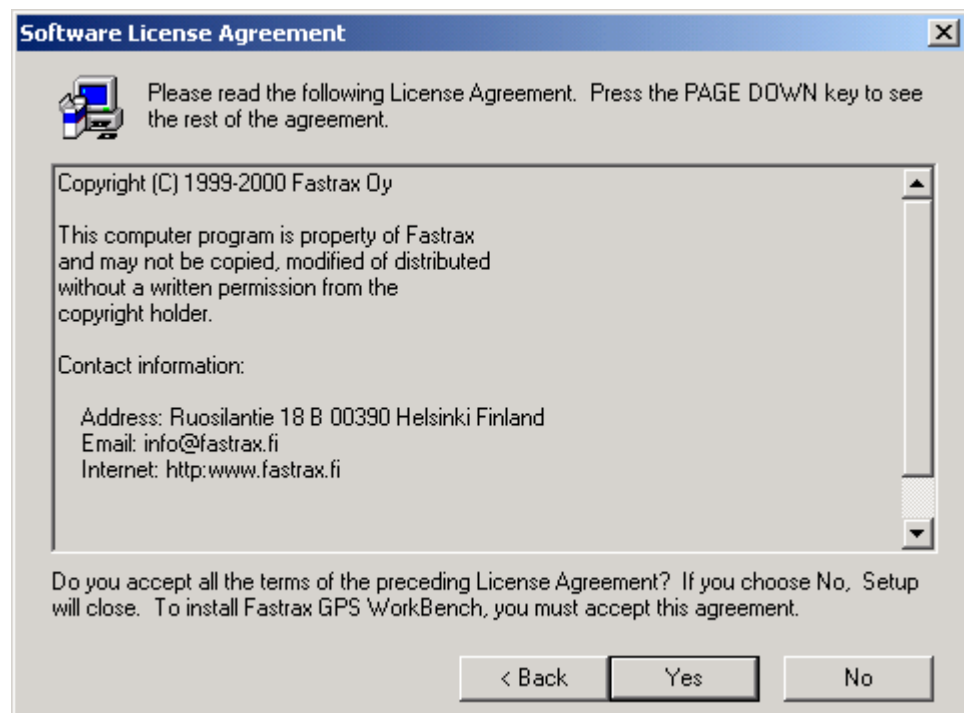 Software License Agreement
Please read the following License Agreement. Press the PAGE DOWN key to see
the rest of the agreement.
Copyright (C) 1999-2000 Fastrax Oy
This computer program is property of Fastrax
and may not be copied, modified of distributed
without a written permission from the
copyright holder.
Contact information:
Address: Ruosilantie 18 B 00390 Helsinki Finland
Email: info@fastrax.fi
Internet: http:www.fastrax.fi
Do you accept all the terms of the preceding License Agreement? If you choose No, Setup
will close. To install Fastrax GPS WorkBench, you must accept this agreement.
< Back Yes No